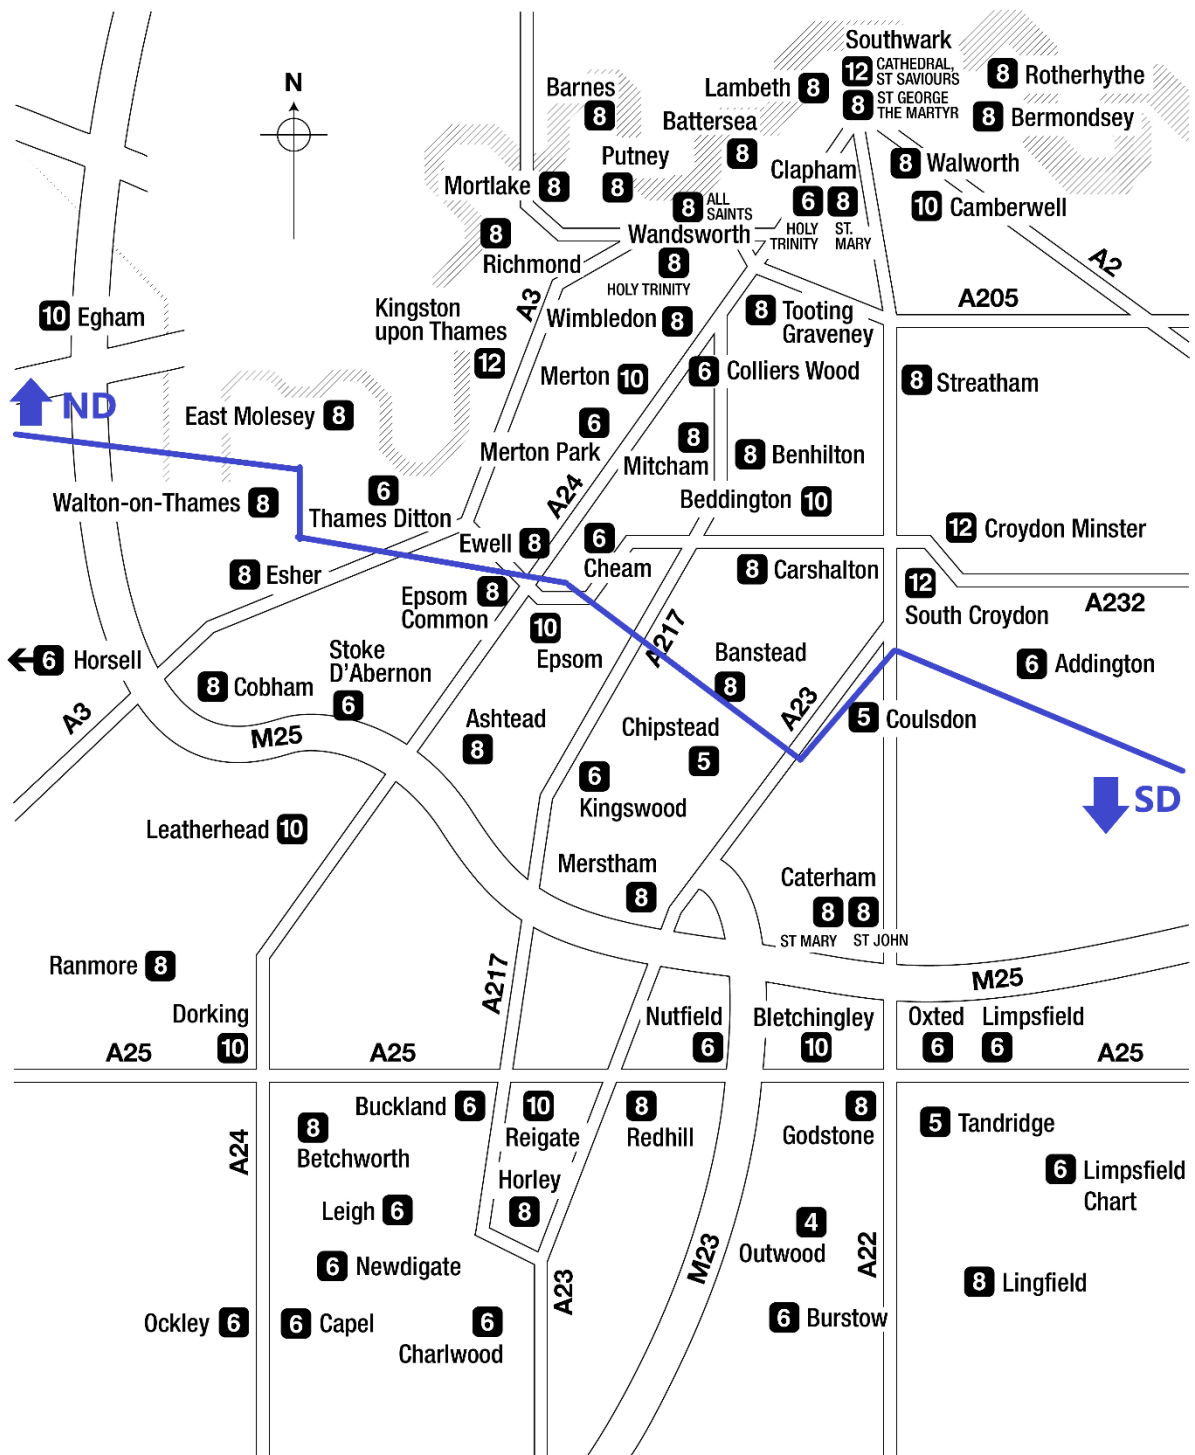 Southwark
12 CATHEDRAL,
ST SAVIOURS
8 ST GEORGE
THE MARTYR
Lambeth 8
8 Rotherhythe
8 Bermondsey
N
Barnes
8
Battersea
8
Putney
8
Clapham
6 8
HOLY
TRINITY
ST.
MARY
8 Walworth
10 Camberwell
Mortlake 8
8 ALL
SAINTS
Wandsworth
8
HOLY TRINITY
8
Richmond
A2
A205
A3
10 Egham
Kingston
upon Thames
12
Wimbledon 8
8 Tooting
Graveney
Merton 10
6 Colliers Wood
8 Streatham
ND
East Molesey 8
6
Merton Park
8
Mitcham
8 Benhilton
A24
Beddington 10
Walton-on-Thames 8
6
Thames Ditton
12 Croydon Minster
Ewell 8
6
Cheam
8 Carshalton
8 Esher
Epsom
Common
8
12
South Croydon
A232
10
Epsom
A217
Banstead
8
6 Addington
6 Horsell
Stoke
D'Abernon
6
8 Cobham
A3
M25
Ashtead
8
Chipstead
5
A23
5 Coulsdon
6
Kingswood
SD
Leatherhead 10
Merstham
8
Caterham
8 8
ST MARY ST JOHN
Ranmore 8
A217
M25
Dorking
10
Nutfield
6
Bletchingley
10
Oxted
6
Limpsfield
6
A25
A25
A25
Buckland 6
10
Reigate
8
Redhill
8
Godstone
5 Tandridge
8
Betchworth
A24
Horley
8
6 Limpsfield
Chart
Leigh 6
4
Outwood
M23
A22
6 Newdigate
A23
8 Lingfield
Ockley 6
6 Capel
6
Charlwood
6 Burstow